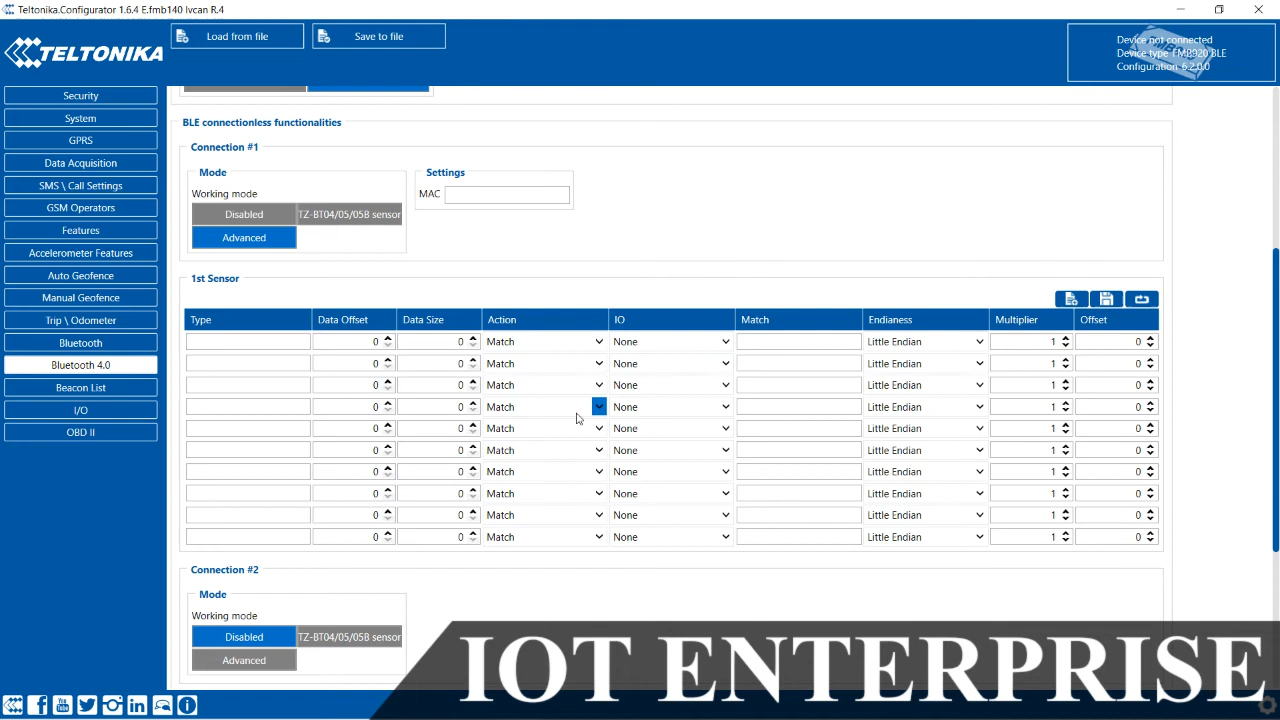 Teltonika.Configurator 1.6.4 E.fmb140 lvcan R.4
TELTONIKA
Load from file
Save to file
Device not connected
Device type FMB920 BLE
Configuration 6.2.0.0
Security
System
GPRS
Data Acquisition
SMS \ Call Settings
GSM Operators
Features
Accelerometer Features
Auto Geofence
Manual Geofence
Trip \ Odometer
Bluetooth
Bluetooth 4.0
Beacon List
I/O
OBD II
BLE connectionless functionalities
Connection #1
Mode
Settings
Working mode
MAC
Disabled TZ-BT04/05/05B sensor
Advanced
1st Sensor
Type Data Offset Data Size Action IO Match Endianess Multiplier Offset
0 0 Match None Little Endian 1 0
0 0 Match None Little Endian 1 0
0 0 Match None Little Endian 1 0
0 0 Match None Little Endian 1 0
0 0 Match None Little Endian 1 0
0 0 Match None Little Endian 1 0
0 0 Match None Little Endian 1 0
0 0 Match None Little Endian 1 0
0 0 Match None Little Endian 1 0
0 0 Match None Little Endian 1 0
Connection #2
Mode
Working mode
Disabled TZ-BT04/05/05B sensor
Advanced
IOT ENTERPRISE